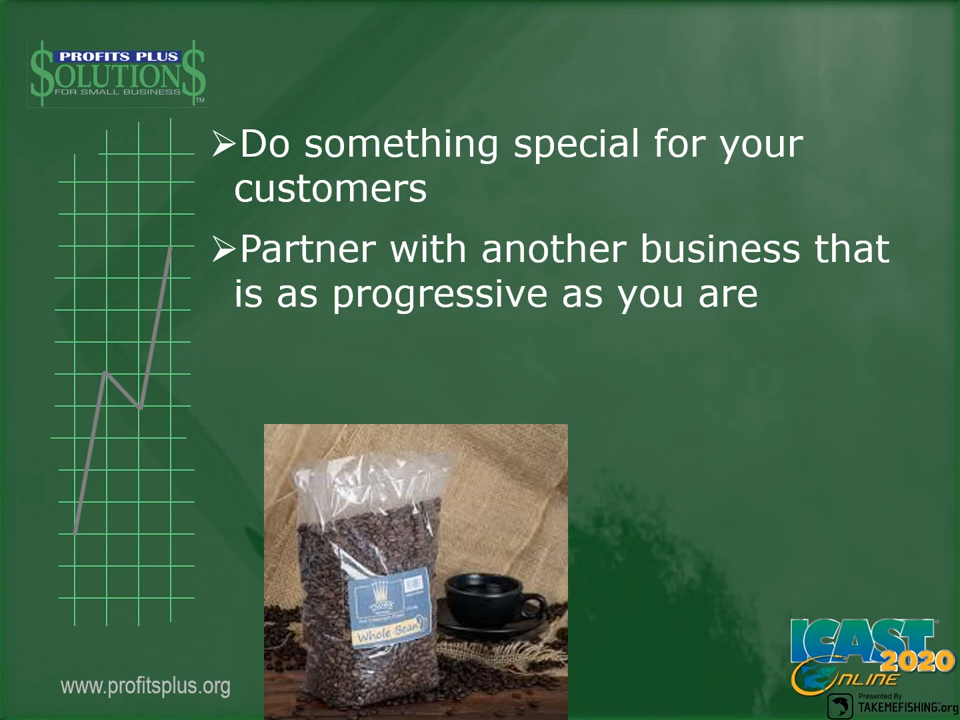 PROFITS PLUS
$OLUTION$
FOR SMALL BUSINESS
TM
➢Do something special for your
customers
➢Partner with another business that
is as progressive as you are
Whole Bean
www.profitsplus.org
ICAST
2020
ONLINE
Presented By
TAKEMEFISHING.org